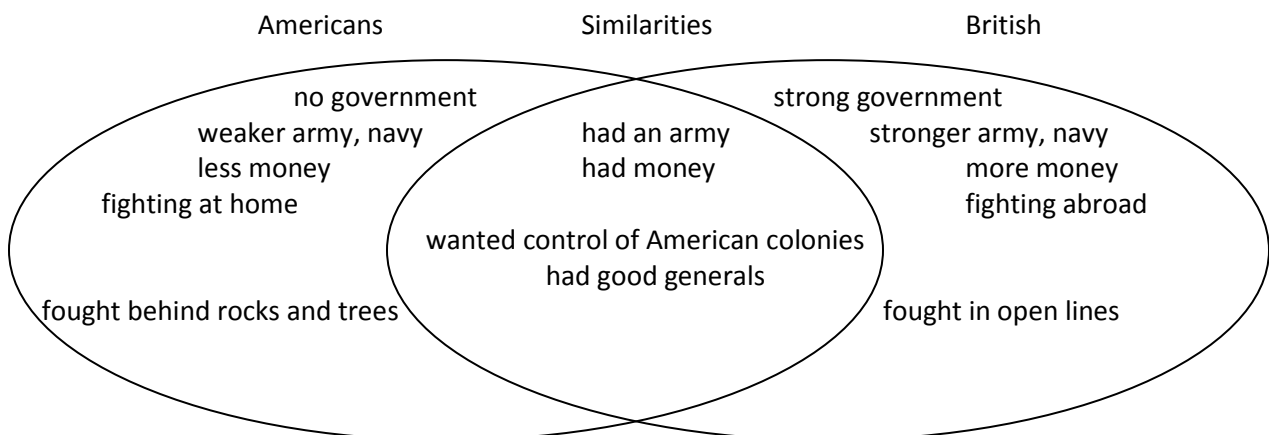 Americans Similarities British
no government strong government
weaker army, navy had an army stronger army, navy
less money had money more money
fighting at home fighting abroad
wanted control of American colonies
had good generals
fought behind rocks and trees fought in open lines